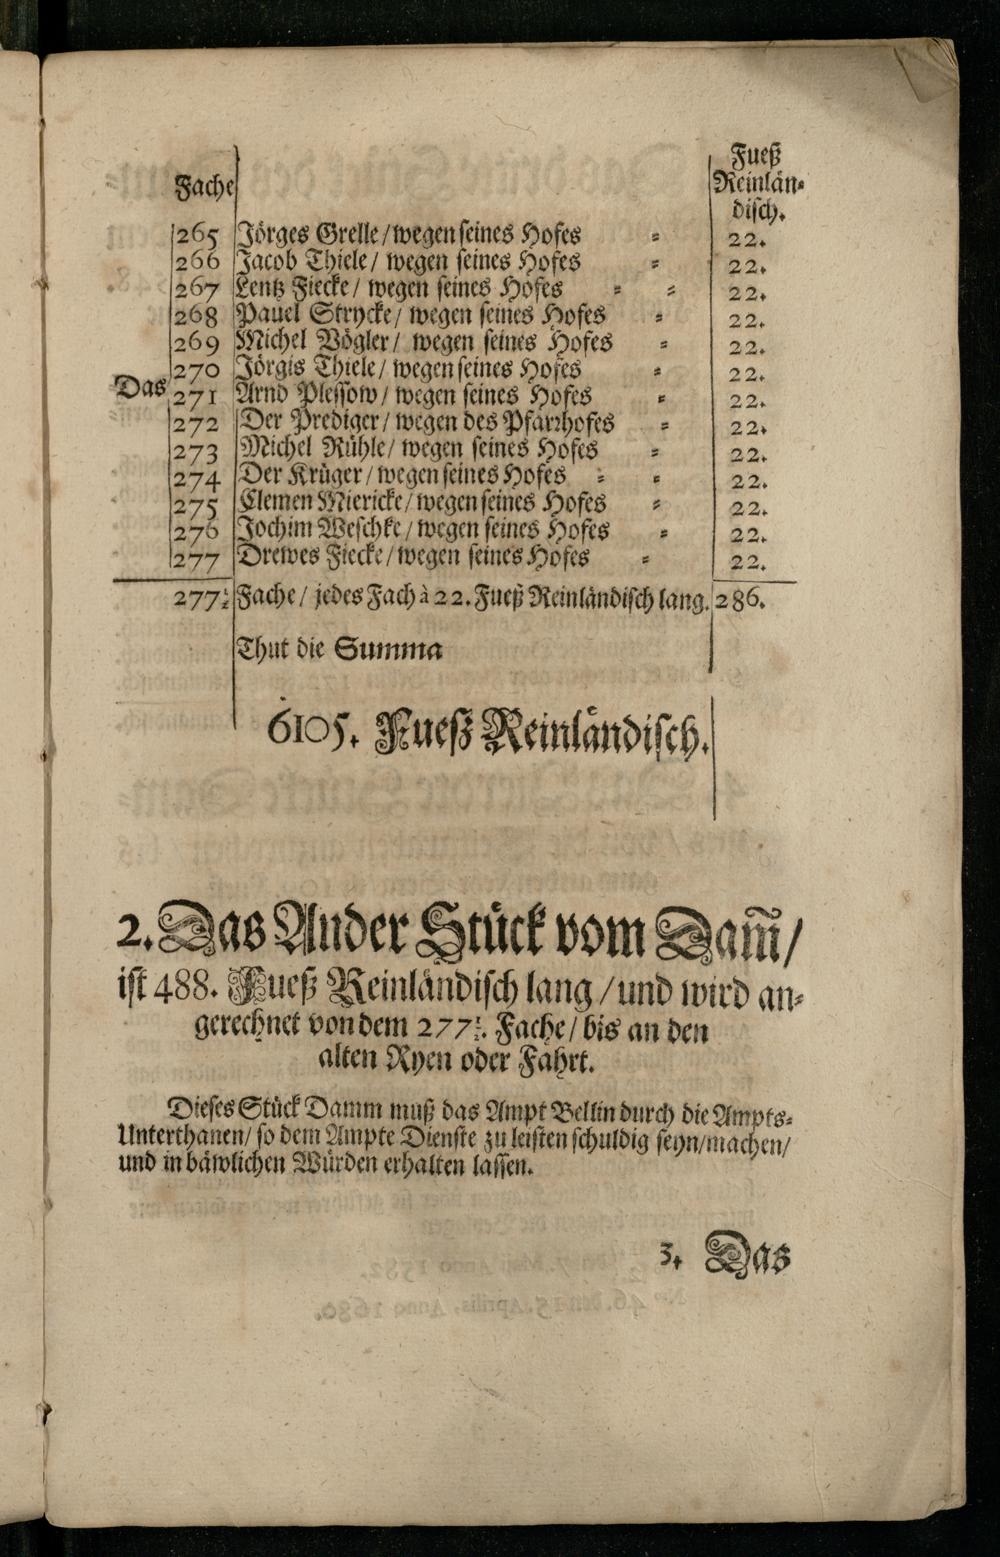 Fache
Fueß
Reinlän⸗
disch.
265 Jörges Grelle/ wegen seines Hofes ⸗ 22.
266 Jacob Thiele/ wegen seines Hofes ⸗ 22.
267 Lentz Fiecke/ wegen seines Hofes ⸗ ⸗ 22.
268 Pauel Strycke/ wegen seines Hofes ⸗ 22.
269 Michel Vögler/ wegen seines Hofes ⸗ 22.
270 Jörgis Thiele/ wegen seines Hofes ⸗ 22.
Das 271 Arnd Plessow/ wegen seines Hofes ⸗ 22.
272 Der Prediger/ wegen des Pfarrhofes ⸗ 22.
273 Michel Rühle/ wegen seines Hofes ⸗ 22.
274 Der Krüger/ wegen seines Hofes ⸗ ⸗ 22.
275 Clemen Miericke/ wegen seines Hofes ⸗ 22.
276 Jochim Weschke/ wegen seines Hofes ⸗ 22.
277 Drewes Fiecke/ wegen seines Hofes ⸗ 22.
277½ Fache/ jedes Fach à 22. Fueß Reinländisch lang. 286.
Thut die Summa
6105. Fuesz Reinländisch.
2. Das Ander Stück vom Dam̃/
ist 488. Fueß Reinländisch lang/ und wird an⸗
gerechnet von dem 277½. Fache/ bis an den
alten Ryen oder Fahrt.
Dieses Stück Damm muß das Ampt Bellin durch die Ampts⸗
Unterthanen/ so dem Ampte Dienste zu leisten schuldig seyn/ machen/
und in bäwlichen Würden erhalten lassen.
3. Das